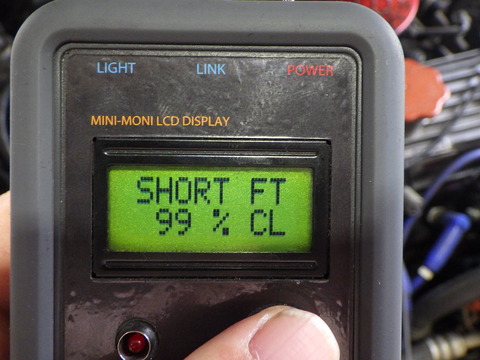 LIGHT LINK POWER
MINI-MONI LCD DISPLAY
SHORT FT
99 % CL